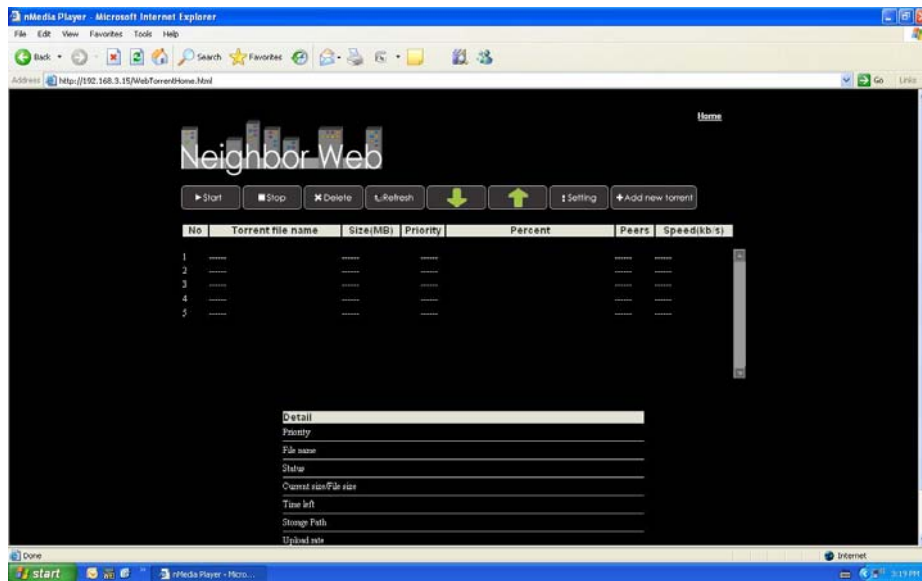 nMedia Player - Microsoft Internet Explorer
File Edit View Favorites Tools Help
Back Search Favorites
Address http://192.168.3.15/WebTorrentHome.html Go Links
Home
Neighbor Web
Start Stop Delete Refresh Setting Add new torrent
No Torrent file name Size(MB) Priority Percent Peers Speed(kb/s)
1 ------ ------ ------ ------ ------
2 ------ ------ ------ ------ ------
3 ------ ------ ------ ------ ------
4 ------ ------ ------ ------ ------
5 ------ ------ ------ ------ ------
Detail
Priority
File name
Status
Current size/File size
Time left
Storage Path
Upload rate
Done Internet
start nMedia Player - Micro... 3:19 PM